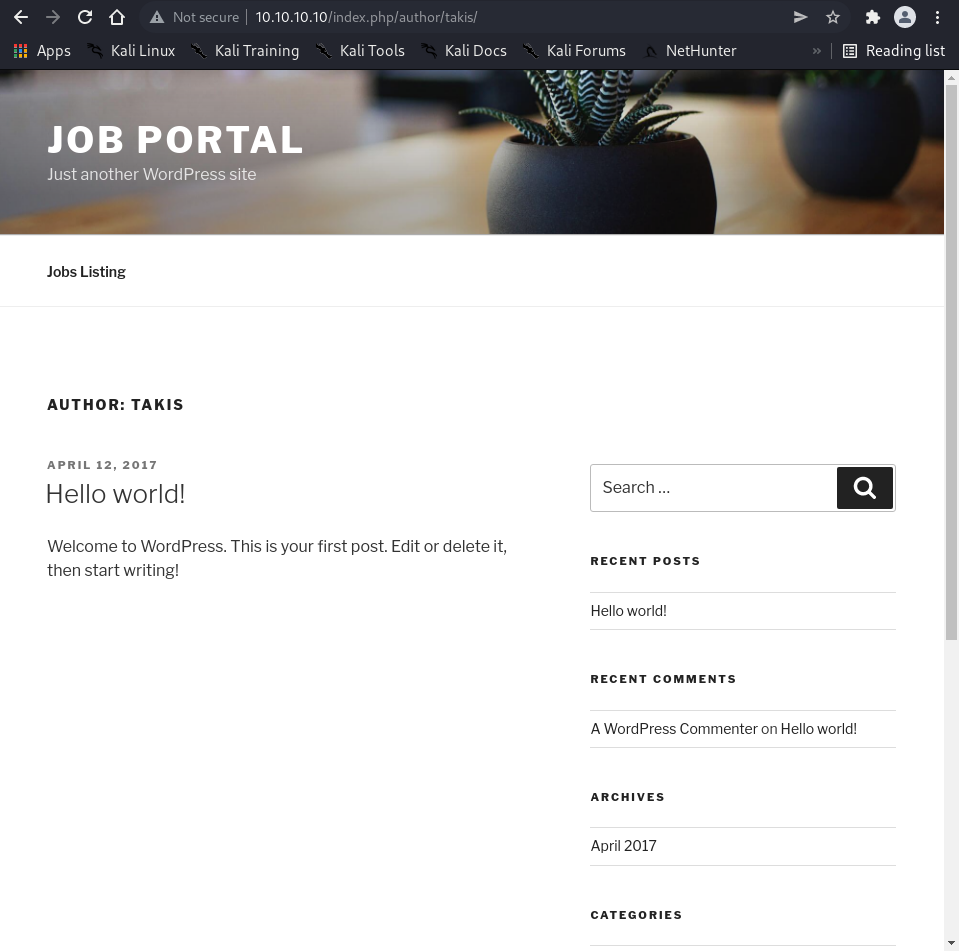 Not secure 10.10.10.10/index.php/author/takis/
Apps Kali Linux Kali Training Kali Tools Kali Docs Kali Forums NetHunter » Reading list
JOB PORTAL
Just another WordPress site
Jobs Listing
AUTHOR: TAKIS
APRIL 12, 2017
Hello world!
Welcome to WordPress. This is your first post. Edit or delete it,
then start writing!
Search …
RECENT POSTS
Hello world!
RECENT COMMENTS
A WordPress Commenter on Hello world!
ARCHIVES
April 2017
CATEGORIES